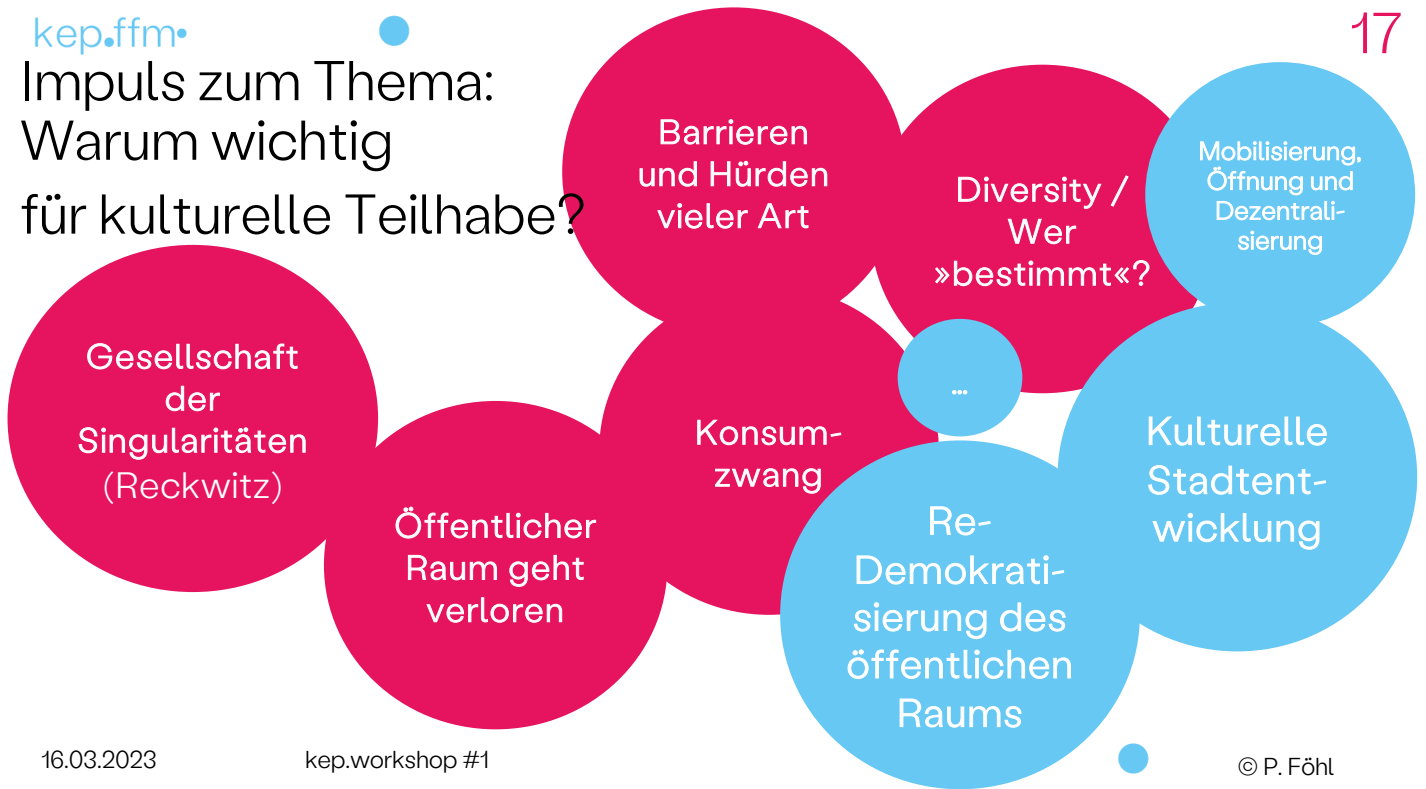 kep.ffm
17
Impuls zum Thema:
Warum wichtig
für kulturelle Teilhabe?
Barrieren
und Hürden
vieler Art
Diversity /
Wer
»bestimmt«?
Mobilisierung,
Öffnung und
Dezentrali-
sierung
Gesellschaft
der
Singularitäten
(Reckwitz)
Öffentlicher
Raum geht
verloren
Konsum-
zwang
...
Re-
Demokrati-
sierung des
öffentlichen
Raums
Kulturelle
Stadtent-
wicklung
16.03.2023
kep.workshop #1
© P. Föhl